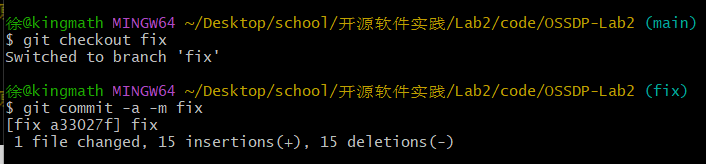 徐@kingmath MINGW64 ~/Desktop/school/开源软件实践/Lab2/code/OSSDP-Lab2 (main)
$ git checkout fix
Switched to branch 'fix'
徐@kingmath MINGW64 ~/Desktop/school/开源软件实践/Lab2/code/OSSDP-Lab2 (fix)
$ git commit -a -m fix
[fix a33027f] fix
 1 file changed, 15 insertions(+), 15 deletions(-)